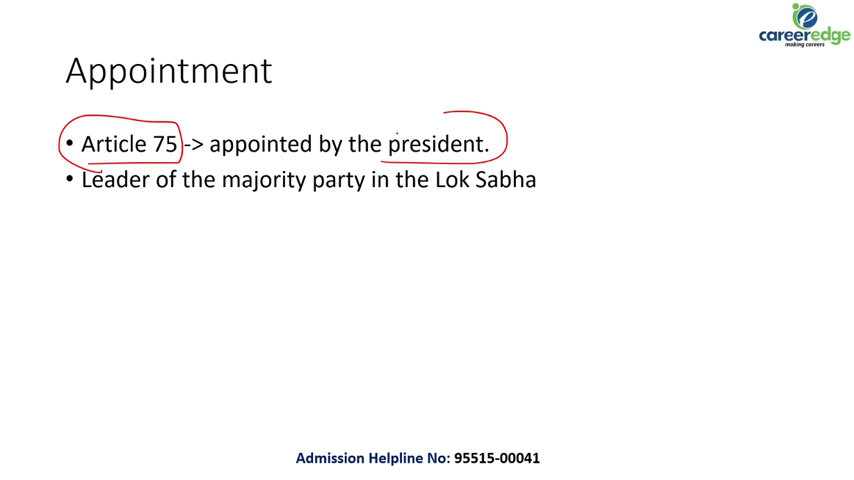 careeredge
making careers
Appointment
• Article 75 -> appointed by the president.
• Leader of the majority party in the Lok Sabha
Admission Helpline No: 95515-00041